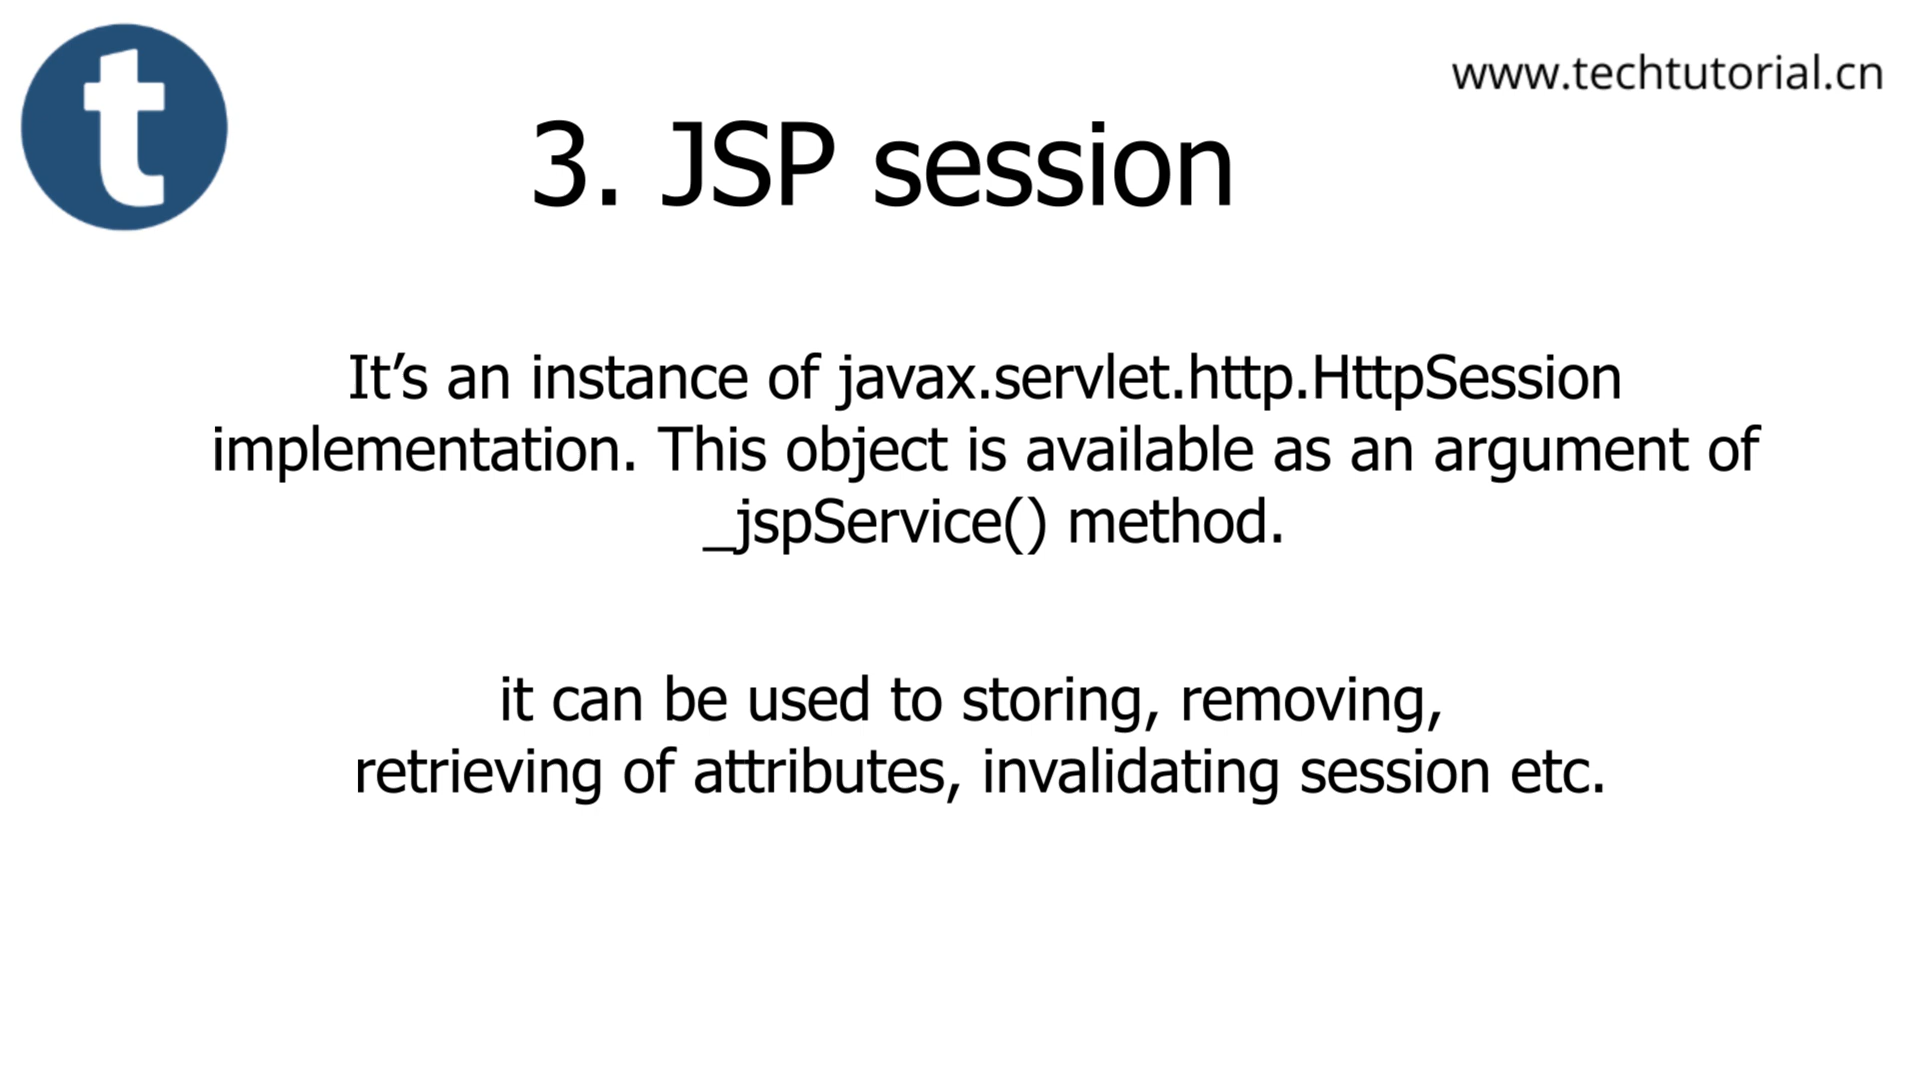 t
www.techtutorial.cn
3. JSP session
It’s an instance of javax.servlet.http.HttpSession
implementation. This object is available as an argument of
_jspService() method.
it can be used to storing, removing,
retrieving of attributes, invalidating session etc.